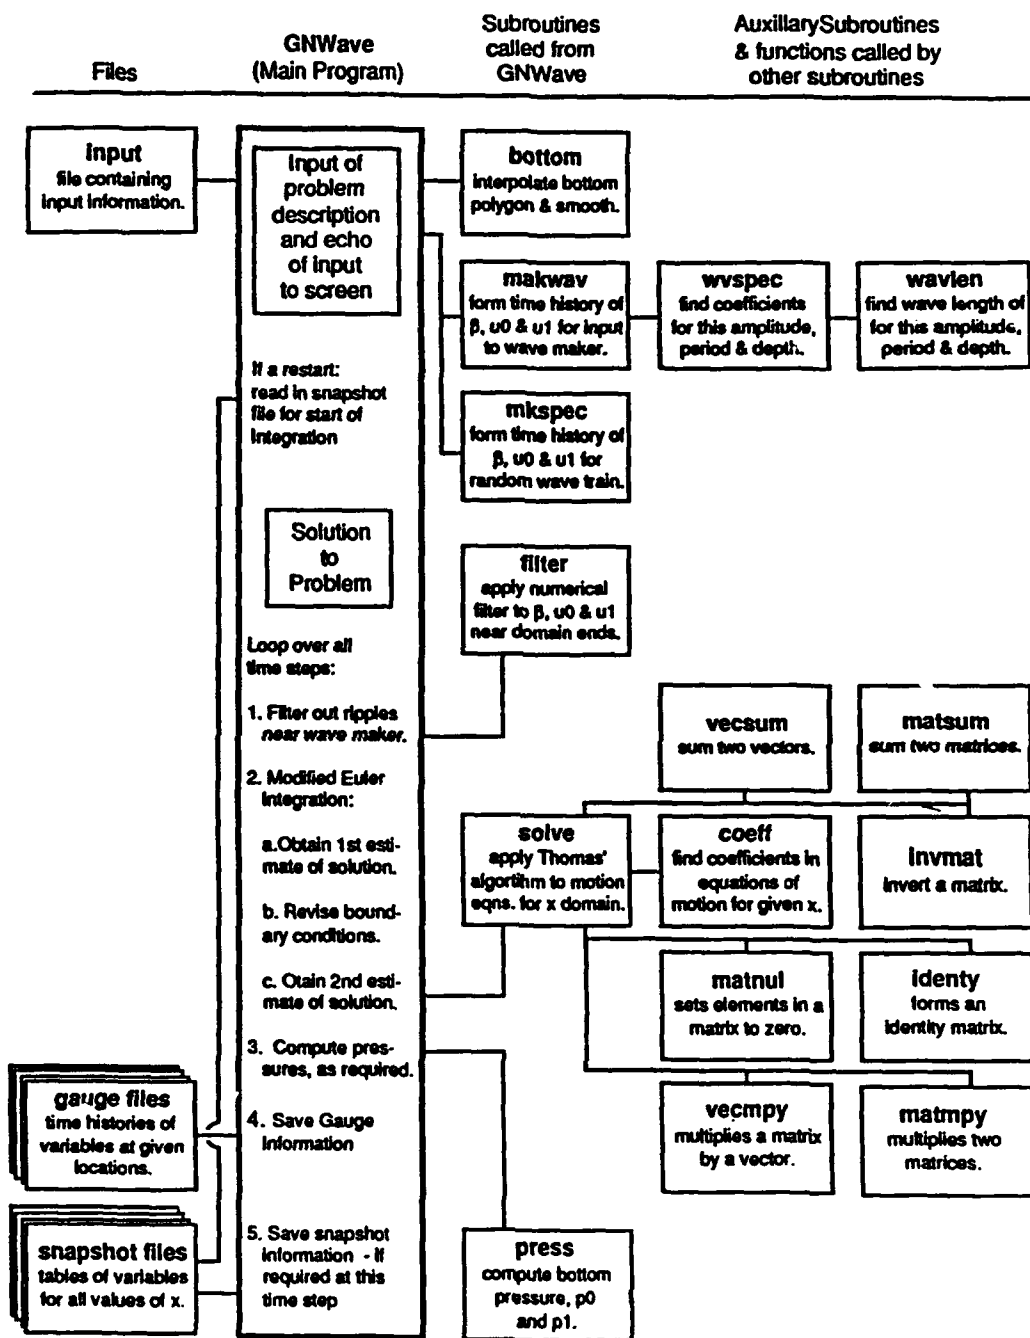 Files
GNWave
(Main Program)
Subroutines
called from
GNWave
Auxillary Subroutines
& functions called by
other subroutines
input
file containing
input information.
Input of
problem
description
and echo
of input
to screen
If a restart:
read in snapshot
file for start of
Integration
Solution
to
Problem
Loop over all
time steps:
1. Filter out ripples
near wave maker.
2. Modified Euler
Integration:
a.Obtain 1st esti-
mate of solution.
b. Revise bound-
ary conditions.
c. Otain 2nd esti-
mate of solution.
3. Compute pres-
sures, as required.
4. Save Gauge
Information
5. Save snapshot
information - If
required at this
time step
gauge files
time histories of
variables at given
locations.
snapshot files
tables of variables
for all values of x.
bottom
interpolate bottom
polygon & smooth.
makwav
form time history of
β, u0 & u1 for input
to wave maker.
wvspec
find coefficients
for this amplitude,
period & depth.
wavlen
find wave length of
for this amplitude,
period & depth.
mkspec
form time history of
β, u0 & u1 for
random wave train.
filter
apply numerical
filter to β, u0 & u1
near domain ends.
vecsum
sum two vectors.
matsum
sum two matrices.
solve
apply Thomas'
algortihm to motion
eqns. for x domain.
coeff
find coefficients in
equations of
motion for given x.
invmat
invert a matrix.
matnul
sets elements in a
matrix to zero.
identy
forms an
identity matrix.
vecmpy
multiplies a matrix
by a vector.
matmpy
multiplies two
matrices.
press
compute bottom
pressure, p0
and p1.